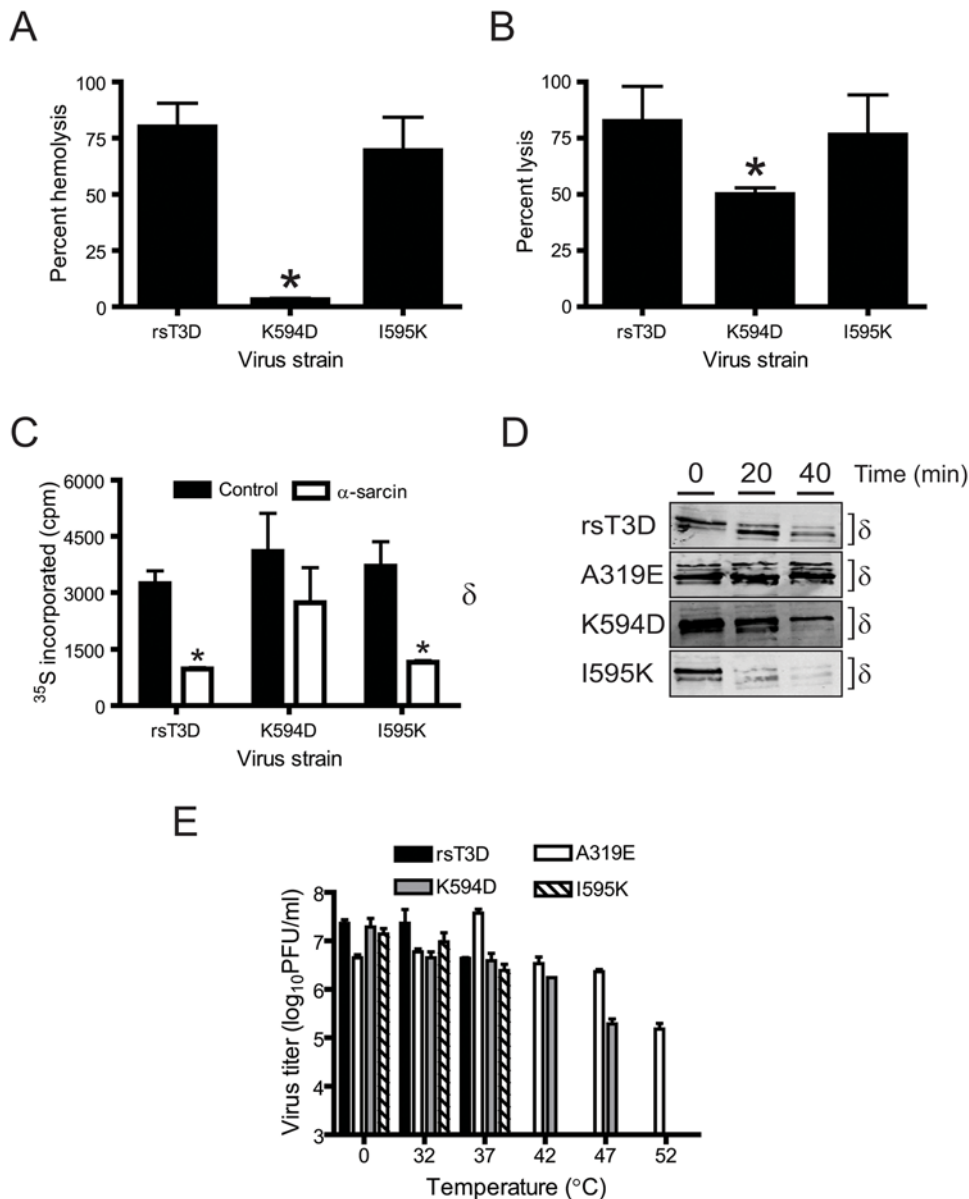 A
Percent hemolysis
100
75
50
25
0
*
rsT3D K594D I595K
Virus strain
B
Percent lysis
100
75
50
25
0
*
rsT3D K594D I595K
Virus strain
C
³⁵S incorporated (cpm)
6000
4500
3000
1500
0
Control α-sarcin
* *
rsT3D K594D I595K
Virus strain
δ
D
0 20 40 Time (min)
rsT3D ]δ
A319E ]δ
K594D ]δ
I595K ]δ
E
rsT3D A319E
K594D I595K
Virus titer (log₁₀PFU/ml)
8
7
6
5
4
3
0 32 37 42 47 52
Temperature (°C)